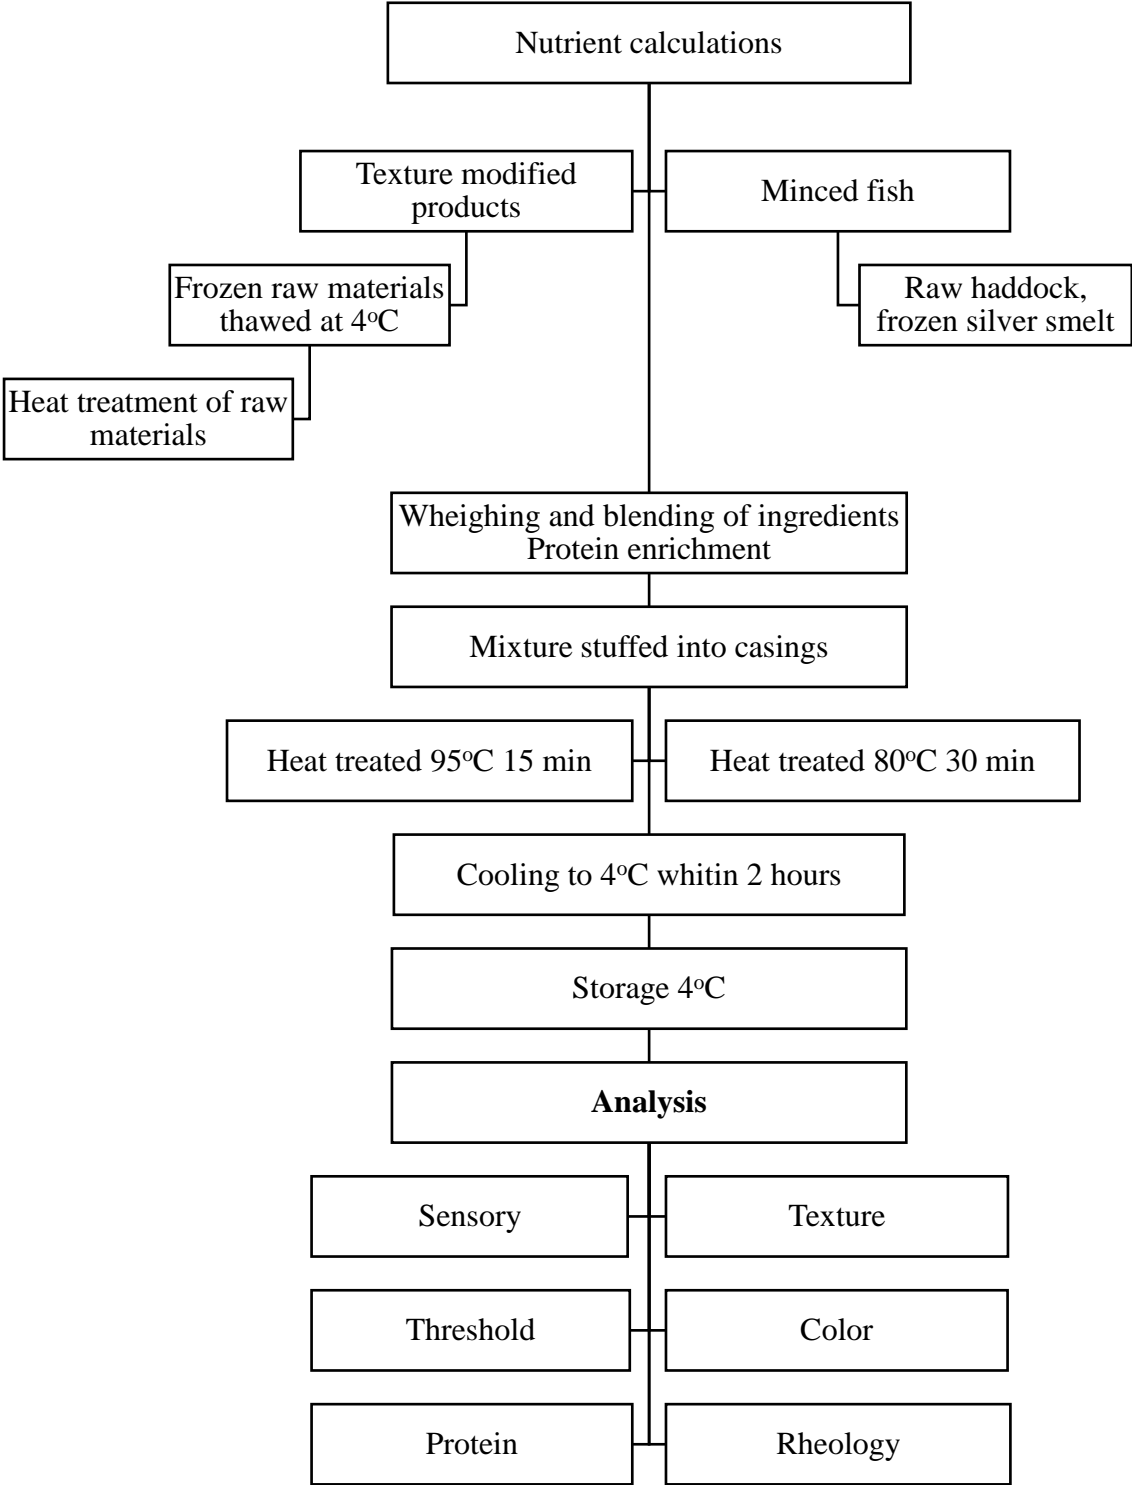 Nutrient calculations
Texture modified
products
Minced fish
Frozen raw materials
thawed at 4°C
Raw haddock,
frozen silver smelt
Heat treatment of raw
materials
Wheighing and blending of ingredients
Protein enrichment
Mixture stuffed into casings
Heat treated 95°C 15 min
Heat treated 80°C 30 min
Cooling to 4°C whitin 2 hours
Storage 4°C
Analysis
Sensory
Texture
Threshold
Color
Protein
Rheology